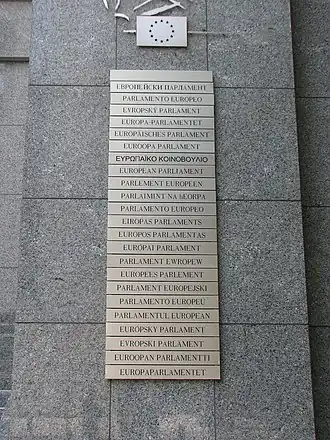 ЕВРОПЕЙСКИ ПАРЛАМЕНТ
PARLAMENTO EUROPEO
EVROPSKÝ PARLAMENT
EUROPA-PARLAMENTET
EUROPÄISCHES PARLAMENT
EUROOPA PARLAMENT
ΕΥΡΩΠΑΪΚΟ ΚΟΙΝΟΒΟΥΛΙΟ
EUROPEAN PARLIAMENT
PARLEMENT EUROPEEN
PARLAIMINT NA hEORPA
PARLAMENTO EUROPEO
EIROPAS PARLAMENTS
EUROPOS PARLAMENTAS
EURÓPAI PARLAMENT
PARLAMENT EWROPEW
EUROPEES PARLEMENT
PARLAMENT EUROPEJSKI
PARLAMENTO EUROPEU
PARLAMENTUL EUROPEAN
EURÓPSKY PARLAMENT
EVROPSKI PARLAMENT
EUROOPAN PARLAMENTTI
EUROPAPARLAMENTET